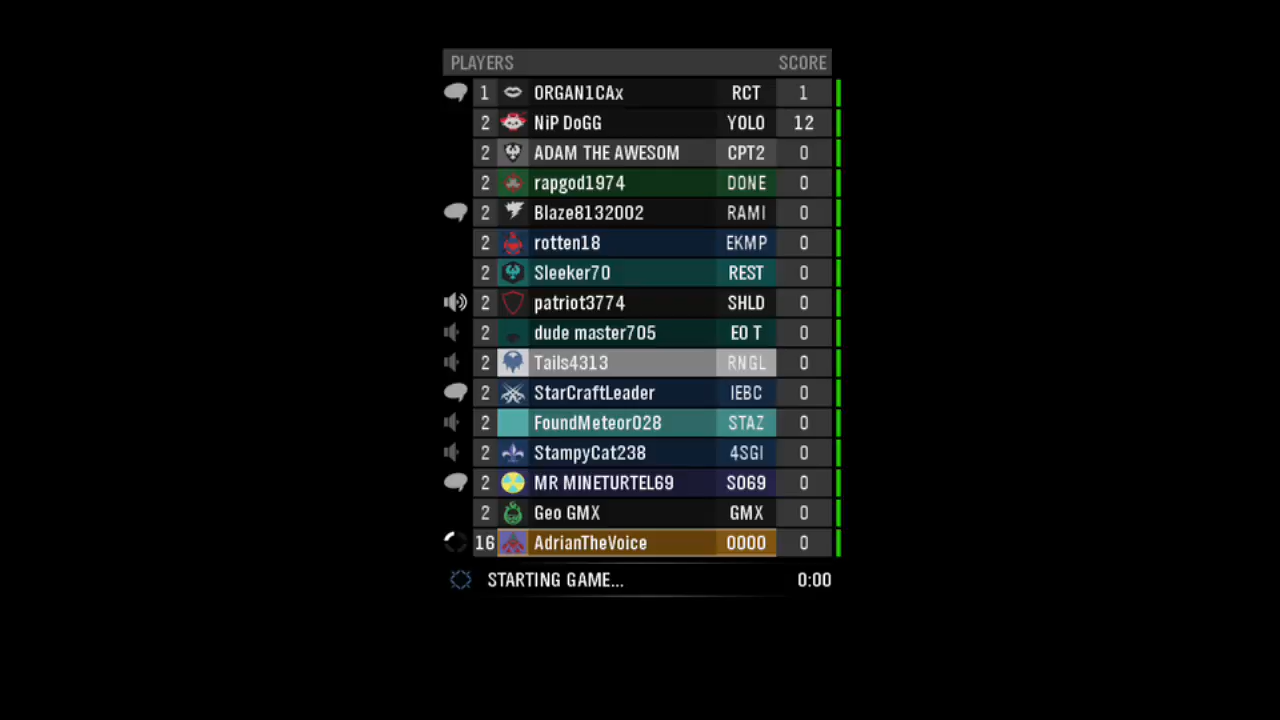 PLAYERS SCORE
1 ORGAN1CAx RCT 1
2 NiP DoGG YOLO 12
2 ADAM THE AWESOM CPT2 0
2 rapgod1974 DONE 0
2 Blaze8132002 RAMI 0
2 rotten18 EKMP 0
2 Sleeker70 REST 0
2 patriot3774 SHLD 0
2 dude master705 EO T 0
2 Tails4313 RNGL 0
2 StarCraftLeader IEBC 0
2 FoundMeteor028 STAZ 0
2 StampyCat238 4SGI 0
2 MR MINETURTEL69 SO69 0
2 Geo GMX GMX 0
16 AdrianTheVoice OOOO 0
STARTING GAME... 0:00